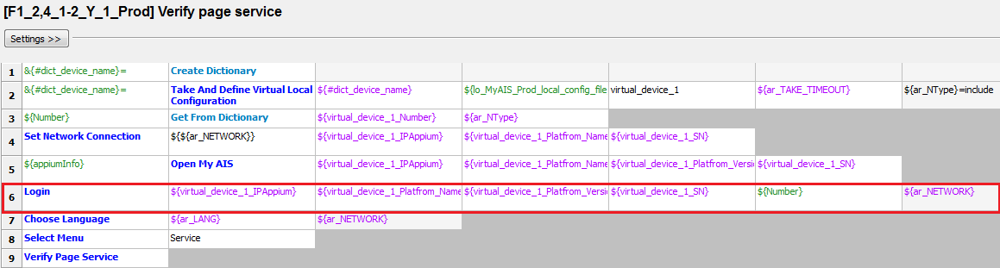 [F1_2,4_1-2_Y_1_Prod] Verify page service
Settings >>
1 &{#dict_device_name}= Create Dictionary
2 &{#dict_device_name}= Take And Define Virtual Local Configuration ${#dict_device_name} ${lo_MyAIS_Prod_local_config_file virtual_device_1 ${ar_TAKE_TIMEOUT} ${ar_NType}=include
3 ${Number} Get From Dictionary ${virtual_device_1_Number} ${ar_NType}
4 Set Network Connection ${${ar_NETWORK}} ${virtual_device_1_IPAppium} ${virtual_device_1_Platfrom_Name ${virtual_device_1_SN}
5 ${appiumInfo} Open My AIS ${virtual_device_1_IPAppium} ${virtual_device_1_Platfrom_Name ${virtual_device_1_Platfrom_Versio ${virtual_device_1_SN}
6 Login ${virtual_device_1_IPAppium} ${virtual_device_1_Platfrom_Name ${virtual_device_1_Platfrom_Versio ${virtual_device_1_SN} ${Number} ${ar_NETWORK}
7 Choose Language ${ar_LANG} ${ar_NETWORK}
8 Select Menu Service
9 Verify Page Service